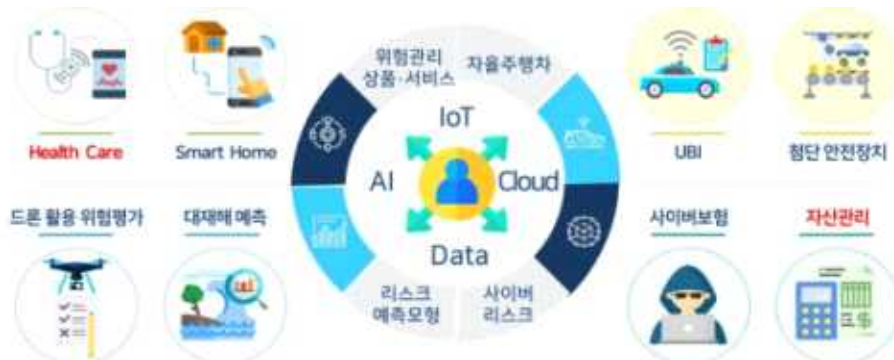 위험관리
상품·서비스
자율주행차
IoT
AI
Cloud
Data
리스크
예측모형
사이버
리스크
Health Care
Smart Home
UBI
첨단 안전장치
드론 활용 위험평가
대재해 예측
사이버보험
자산관리